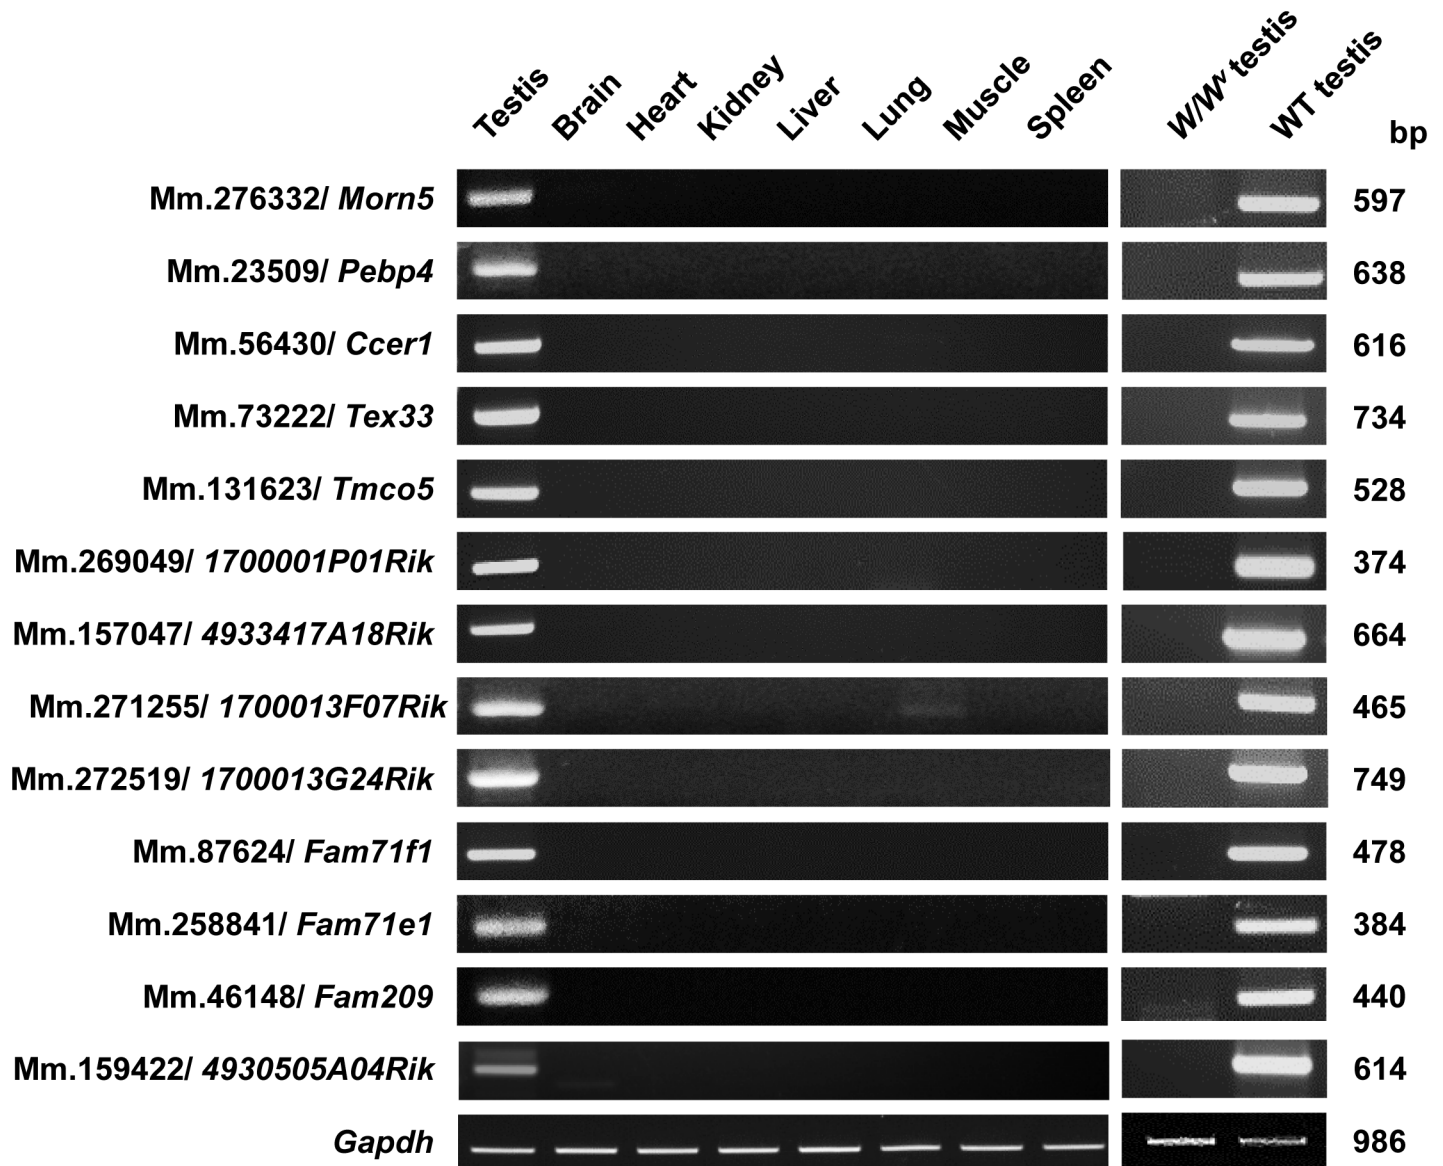 Testis Brain Heart Kidney Liver Lung Muscle Spleen W/Wv testis WT testis bp
Mm.276332/ Morn5 597
Mm.23509/ Pebp4 638
Mm.56430/ Ccer1 616
Mm.73222/ Tex33 734
Mm.131623/ Tmco5 528
Mm.269049/ 1700001P01Rik 374
Mm.157047/ 4933417A18Rik 664
Mm.271255/ 1700013F07Rik 465
Mm.272519/ 1700013G24Rik 749
Mm.87624/ Fam71f1 478
Mm.258841/ Fam71e1 384
Mm.46148/ Fam209 440
Mm.159422/ 4930505A04Rik 614
Gapdh 986